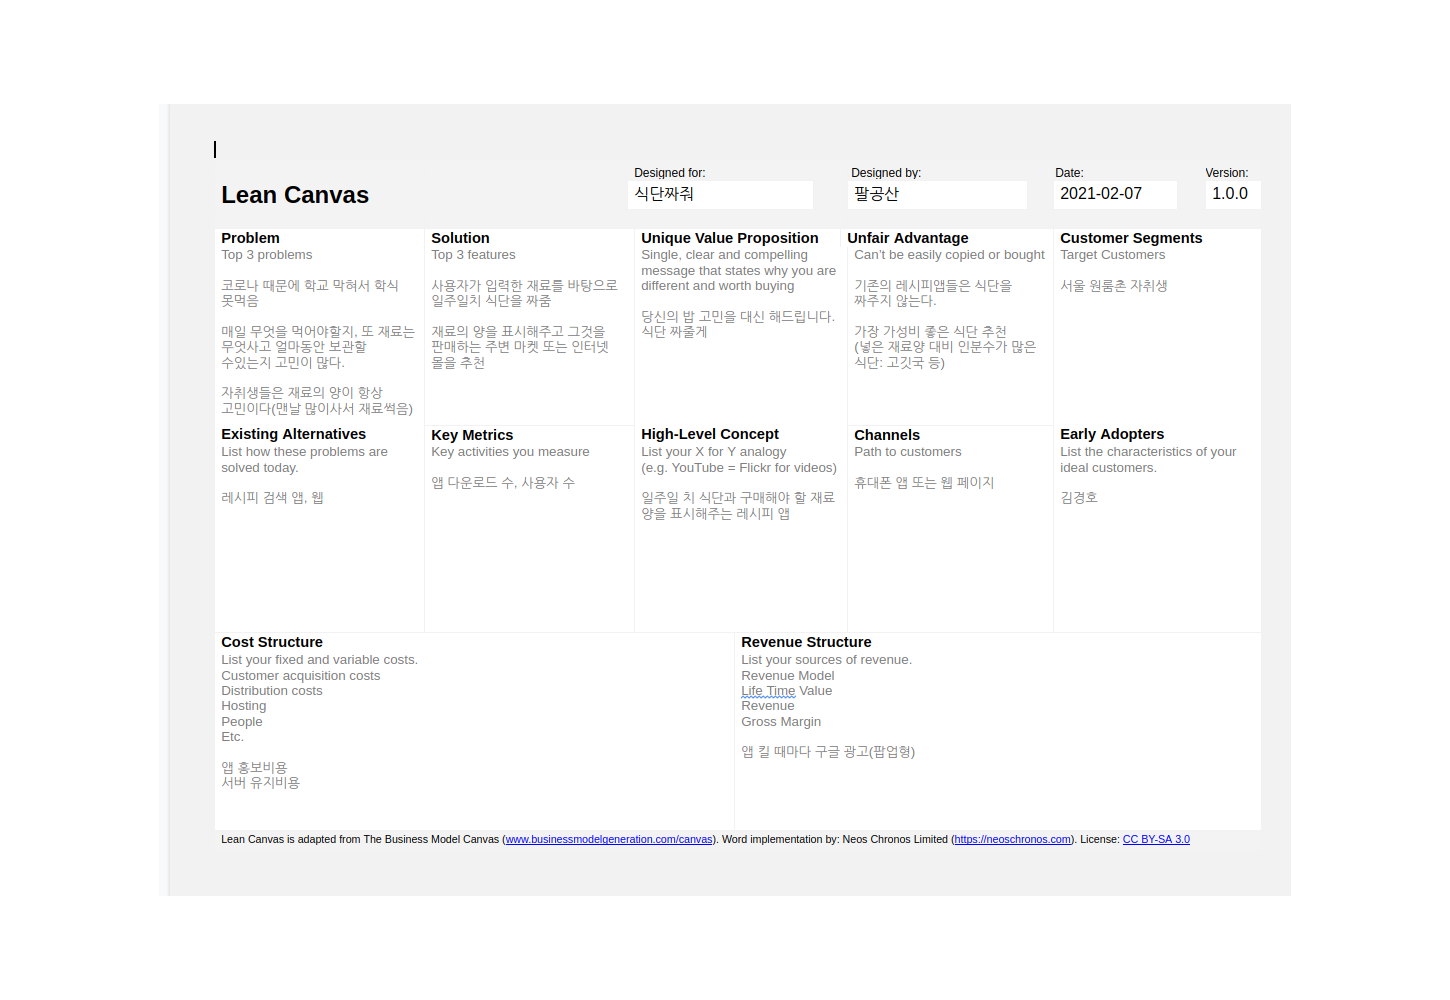 Lean Canvas
Designed for:
식단짜줘
Designed by:
팔공산
Date:
2021-02-07
Version:
1.0.0
Problem
Top 3 problems
코로나 때문에 학교 막혀서 학식
못먹음
매일 무엇을 먹어야할지, 또 재료는
무엇사고 얼마동안 보관할
수있는지 고민이 많다.
자취생들은 재료의 양이 항상
고민이다(맨날 많이사서 재료썩음)
Solution
Top 3 features
사용자가 입력한 재료를 바탕으로
일주일치 식단을 짜줌
재료의 양을 표시해주고 그것을
판매하는 주변 마켓 또는 인터넷
몰을 추천
Unique Value Proposition
Single, clear and compelling
message that states why you are
different and worth buying
당신의 밥 고민을 대신 해드립니다.
식단 짜줄게
Unfair Advantage
Can't be easily copied or bought
기존의 레시피앱들은 식단을
짜주지 않는다.
가장 가성비 좋은 식단 추천
(넣은 재료양 대비 인분수가 많은
식단: 고깃국 등)
Customer Segments
Target Customers
서울 원룸촌 자취생
Existing Alternatives
List how these problems are
solved today.
레시피 검색 앱, 웹
Key Metrics
Key activities you measure
앱 다운로드 수, 사용자 수
High-Level Concept
List your X for Y analogy
(e.g. YouTube = Flickr for videos)
일주일 치 식단과 구매해야 할 재료
양을 표시해주는 레시피 앱
Channels
Path to customers
휴대폰 앱 또는 웹 페이지
Early Adopters
List the characteristics of your
ideal customers.
김경호
Cost Structure
List your fixed and variable costs.
Customer acquisition costs
Distribution costs
Hosting
People
Etc.
앱 홍보비용
서버 유지비용
Revenue Structure
List your sources of revenue.
Revenue Model
Life Time Value
Revenue
Gross Margin
앱 킬 때마다 구글 광고(팝업형)
Lean Canvas is adapted from The Business Model Canvas (www.businessmodelgeneration.com/canvas). Word implementation by: Neos Chronos Limited (https://neoschronos.com). License: CC BY-SA 3.0